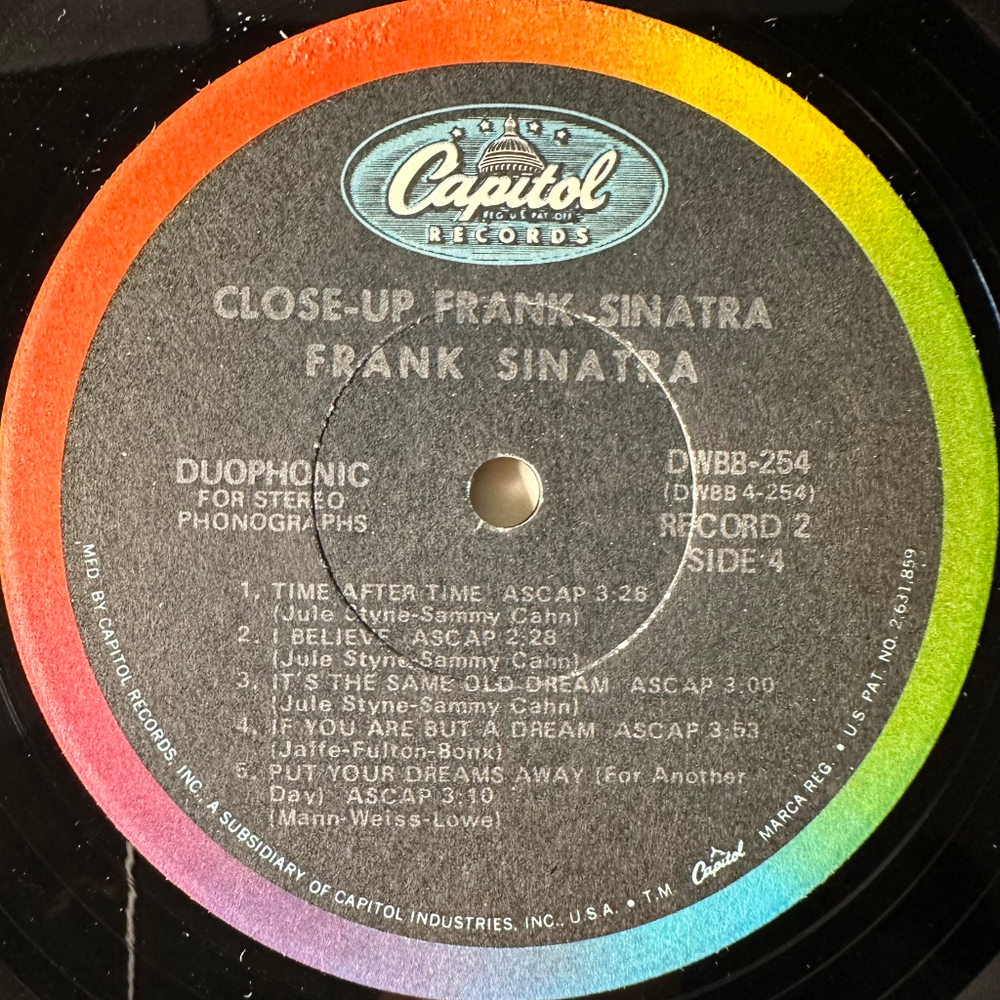 Capitol
REG. U.S. PAT. OFF.
RECORDS
CLOSE-UP FRANK SINATRA
FRANK SINATRA
DUOPHONIC
FOR STEREO
PHONOGRAPHS
DWBB-254
(DWBB 4-254)
RECORD 2
SIDE 4
1. TIME AFTER TIME ASCAP 3:28
(Jule Styne-Sammy Cahn)
2. I BELIEVE ASCAP 2:28
(Jule Styne-Sammy Cahn)
3. IT'S THE SAME OLD DREAM ASCAP 3:00
(Jule Styne-Sammy Cahn)
4. IF YOU ARE BUT A DREAM ASCAP 3:53
(Jaffe-Fulton-Bonx)
5. PUT YOUR DREAMS AWAY (For Another
Day) ASCAP 3:10
(Mann-Weiss-Lowe)
MFD. BY CAPITOL RECORDS, INC., A SUBSIDIARY OF CAPITOL INDUSTRIES, INC., U.S.A. • T.M. Capitol MARCA REG. • U.S. PAT. NO. 2,631,859